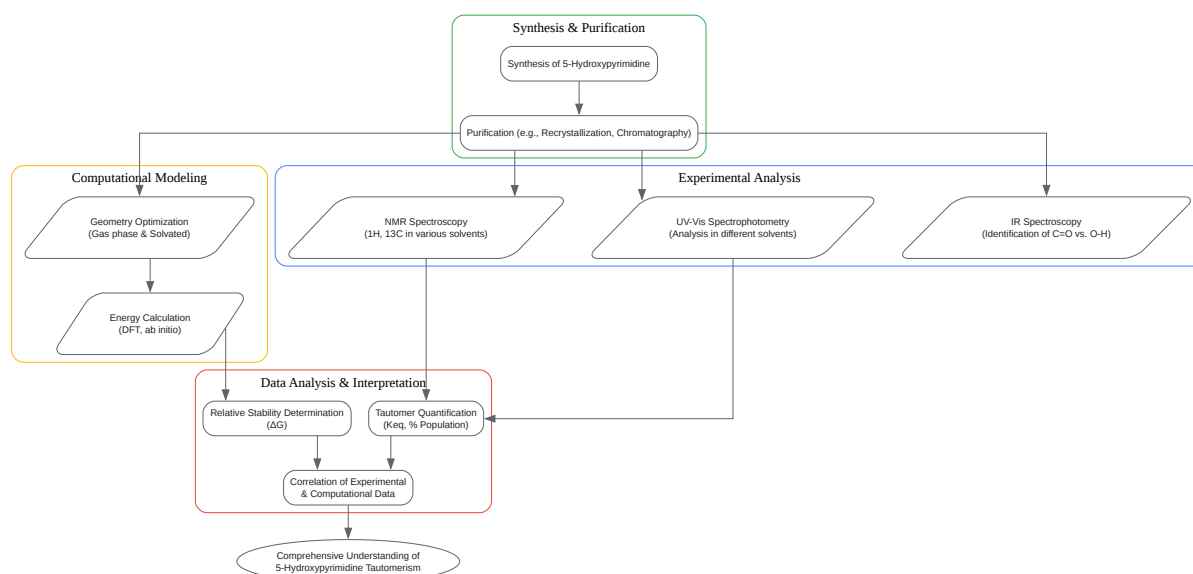 Synthesis & Purification
Synthesis of 5-Hydroxypyrimidine
Purification (e.g., Recrystallization, Chromatography)
Computational Modeling
Experimental Analysis
Geometry Optimization
(Gas phase & Solvated)
NMR Spectroscopy
(1H, 13C in various solvents)
UV-Vis Spectrophotometry
(Analysis in different solvents)
IR Spectroscopy
(Identification of C=O vs. O-H)
Energy Calculation
(DFT, ab initio)
Data Analysis & Interpretation
Relative Stability Determination
(ΔG)
Tautomer Quantification
(Keq, % Population)
Correlation of Experimental
& Computational Data
Comprehensive Understanding of
5-Hydroxypyrimidine Tautomerism